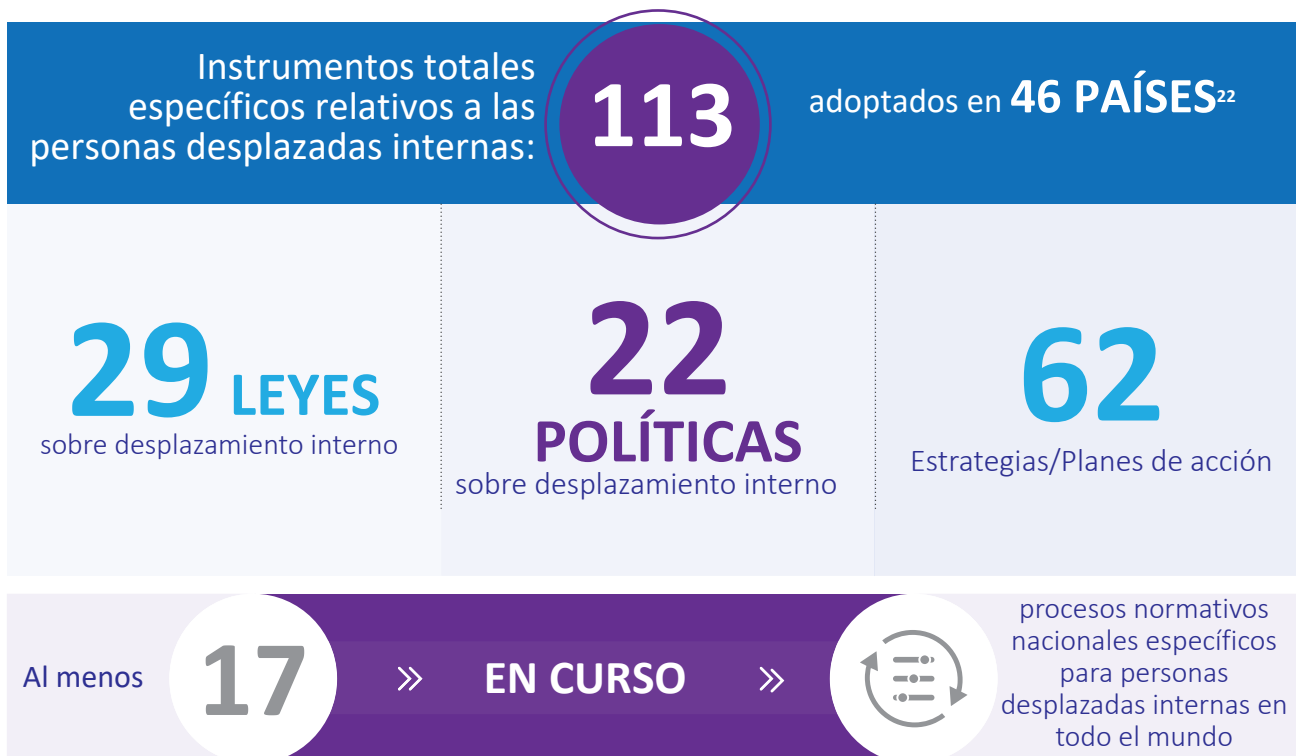 Instrumentos totales
específicos relativos a las
personas desplazadas internas:
113
adoptados en 46 PAÍSES22
29 LEYES
sobre desplazamiento interno
22
POLÍTICAS
sobre desplazamiento interno
62
Estrategias/Planes de acción
Al menos
17
» EN CURSO »
procesos normativos
nacionales específicos
para personas
desplazadas internas en
todo el mundo